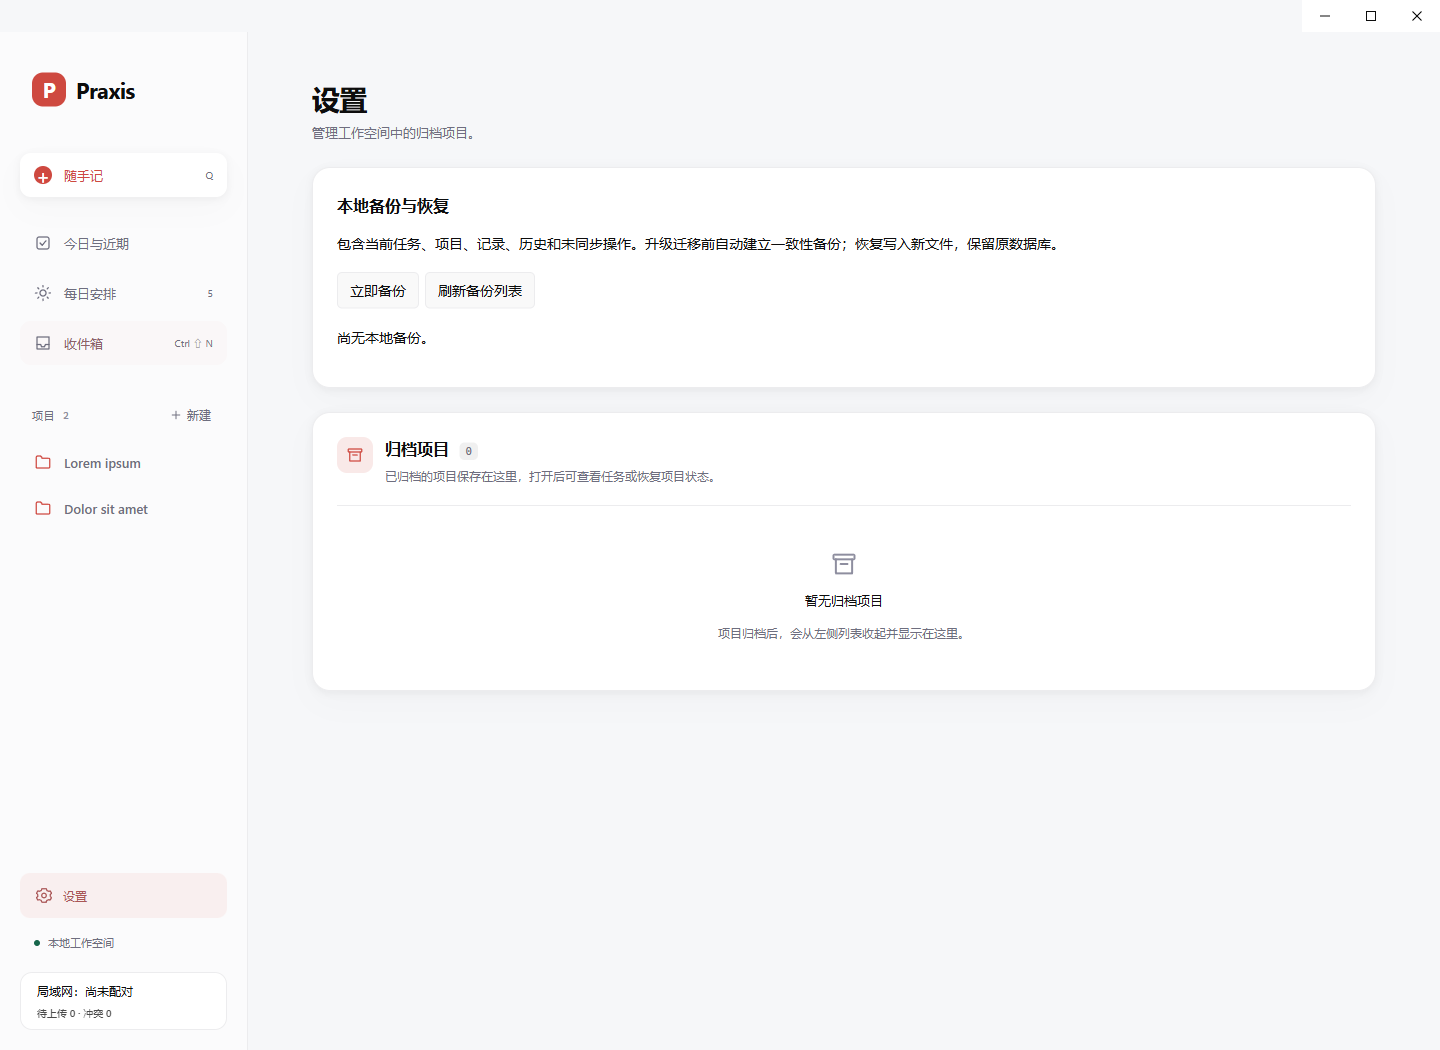 P Praxis
随手记 Q
今日与近期
每日安排 5
收件箱 Ctrl ⇧ N
项目 2 + 新建
Lorem ipsum
Dolor sit amet
设置
本地工作空间
局域网：尚未配对
待上传 0 · 冲突 0
设置
管理工作空间中的归档项目。
本地备份与恢复
包含当前任务、项目、记录、历史和未同步操作。升级迁移前自动建立一致性备份；恢复写入新文件，保留原数据库。
立即备份 刷新备份列表
尚无本地备份。
归档项目 0
已归档的项目保存在这里，打开后可查看任务或恢复项目状态。
暂无归档项目
项目归档后，会从左侧列表收起并显示在这里。